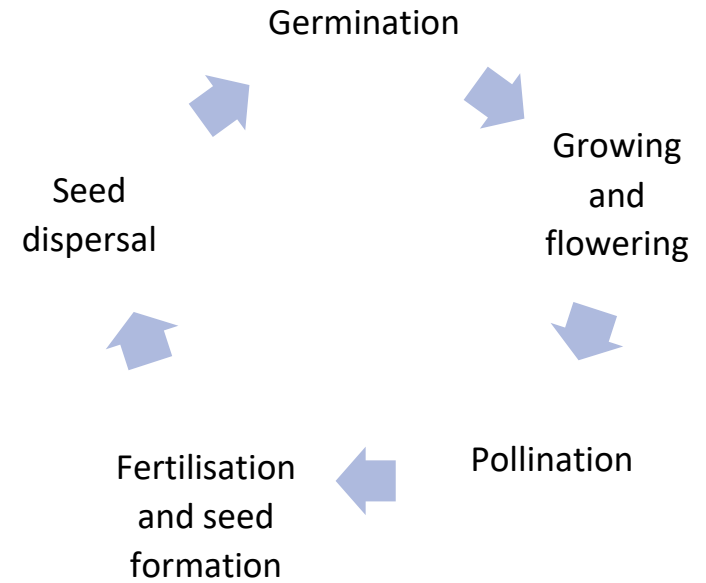 Germination
Growing
and
flowering
Pollination
Fertilisation
and seed
formation
Seed
dispersal